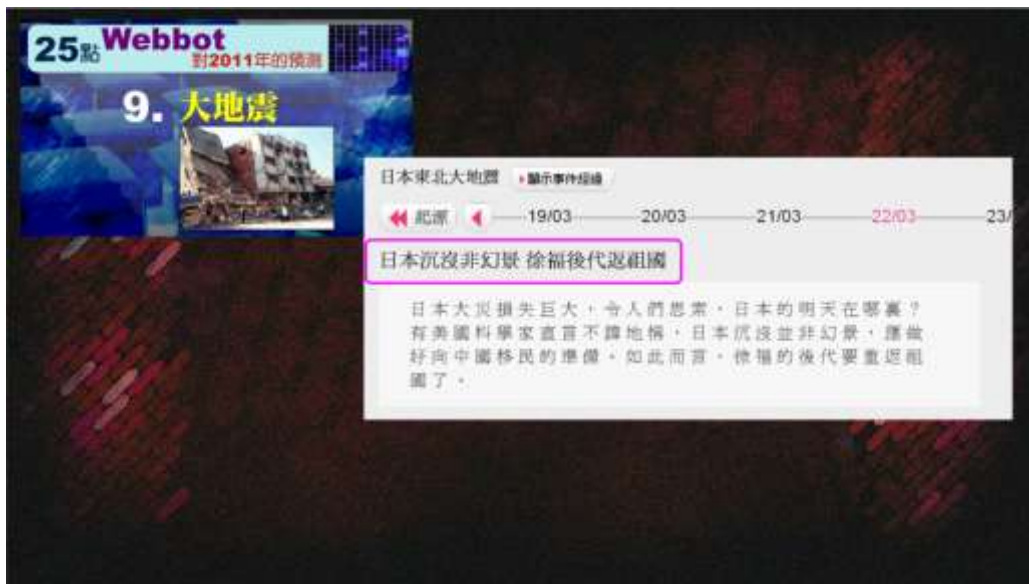 25點 Webbot
對2011年的預測
9. 大地震
日本東北大地震 顯示事件經過
起源 19/03 20/03 21/03 22/03 23/
日本沉沒非幻景 徐福後代返祖國
日本大災損失巨大，令人們思索，日本的明天在哪裏？
有美國科學家直言不諱地稱，日本沉沒並非幻景，應做
好向中國移民的準備。如此而言，徐福的後代要重返祖
國了。